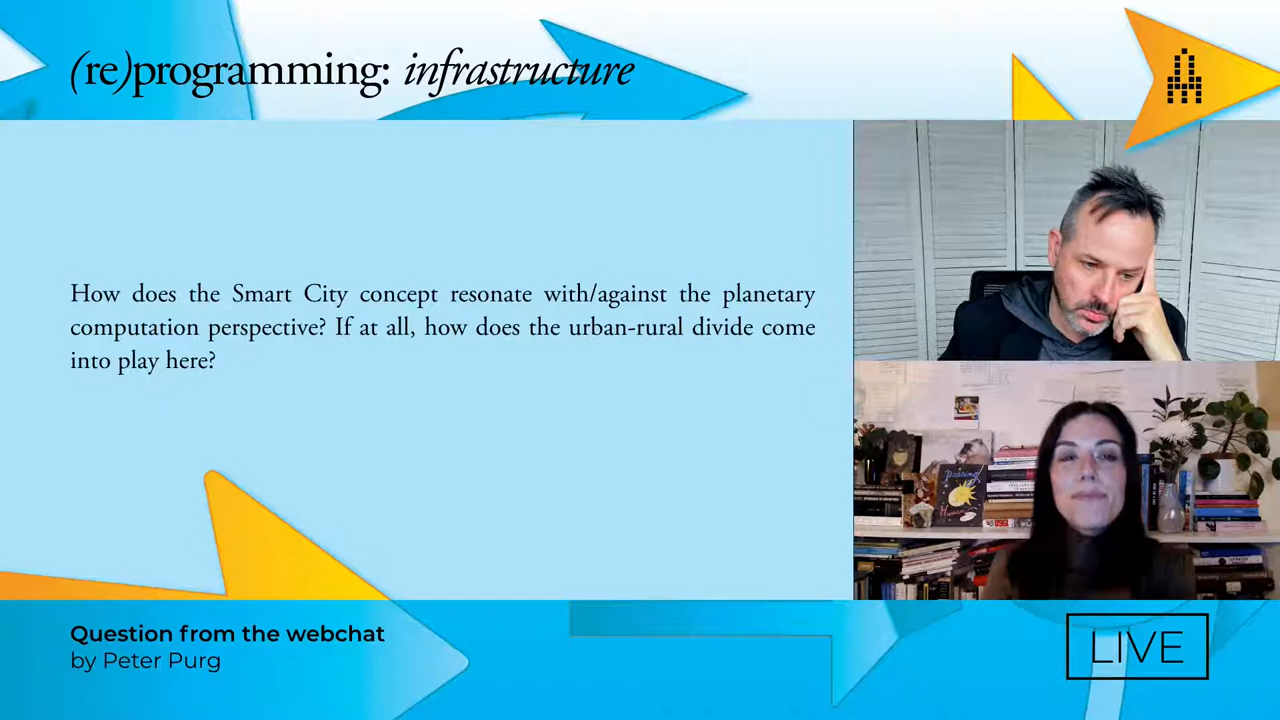 (re)programming: infrastructure
How does the Smart City concept resonate with/against the planetary
computation perspective? If at all, how does the urban-rural divide come
into play here?
Question from the webchat
by Peter Purg
LIVE